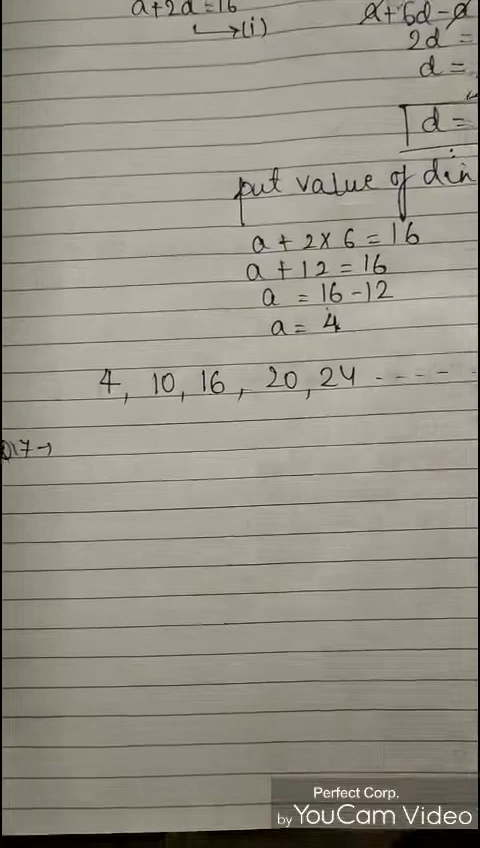 a+2d=16
↳(i)
a+6d-a
2d=
d=
d=
put value of d in
a + 2 x 6 = 16
a + 12 = 16
a = 16 - 12
a = 4
4, 10, 16, 20, 24 - - - - -
17→
Perfect Corp.
by YouCam Video